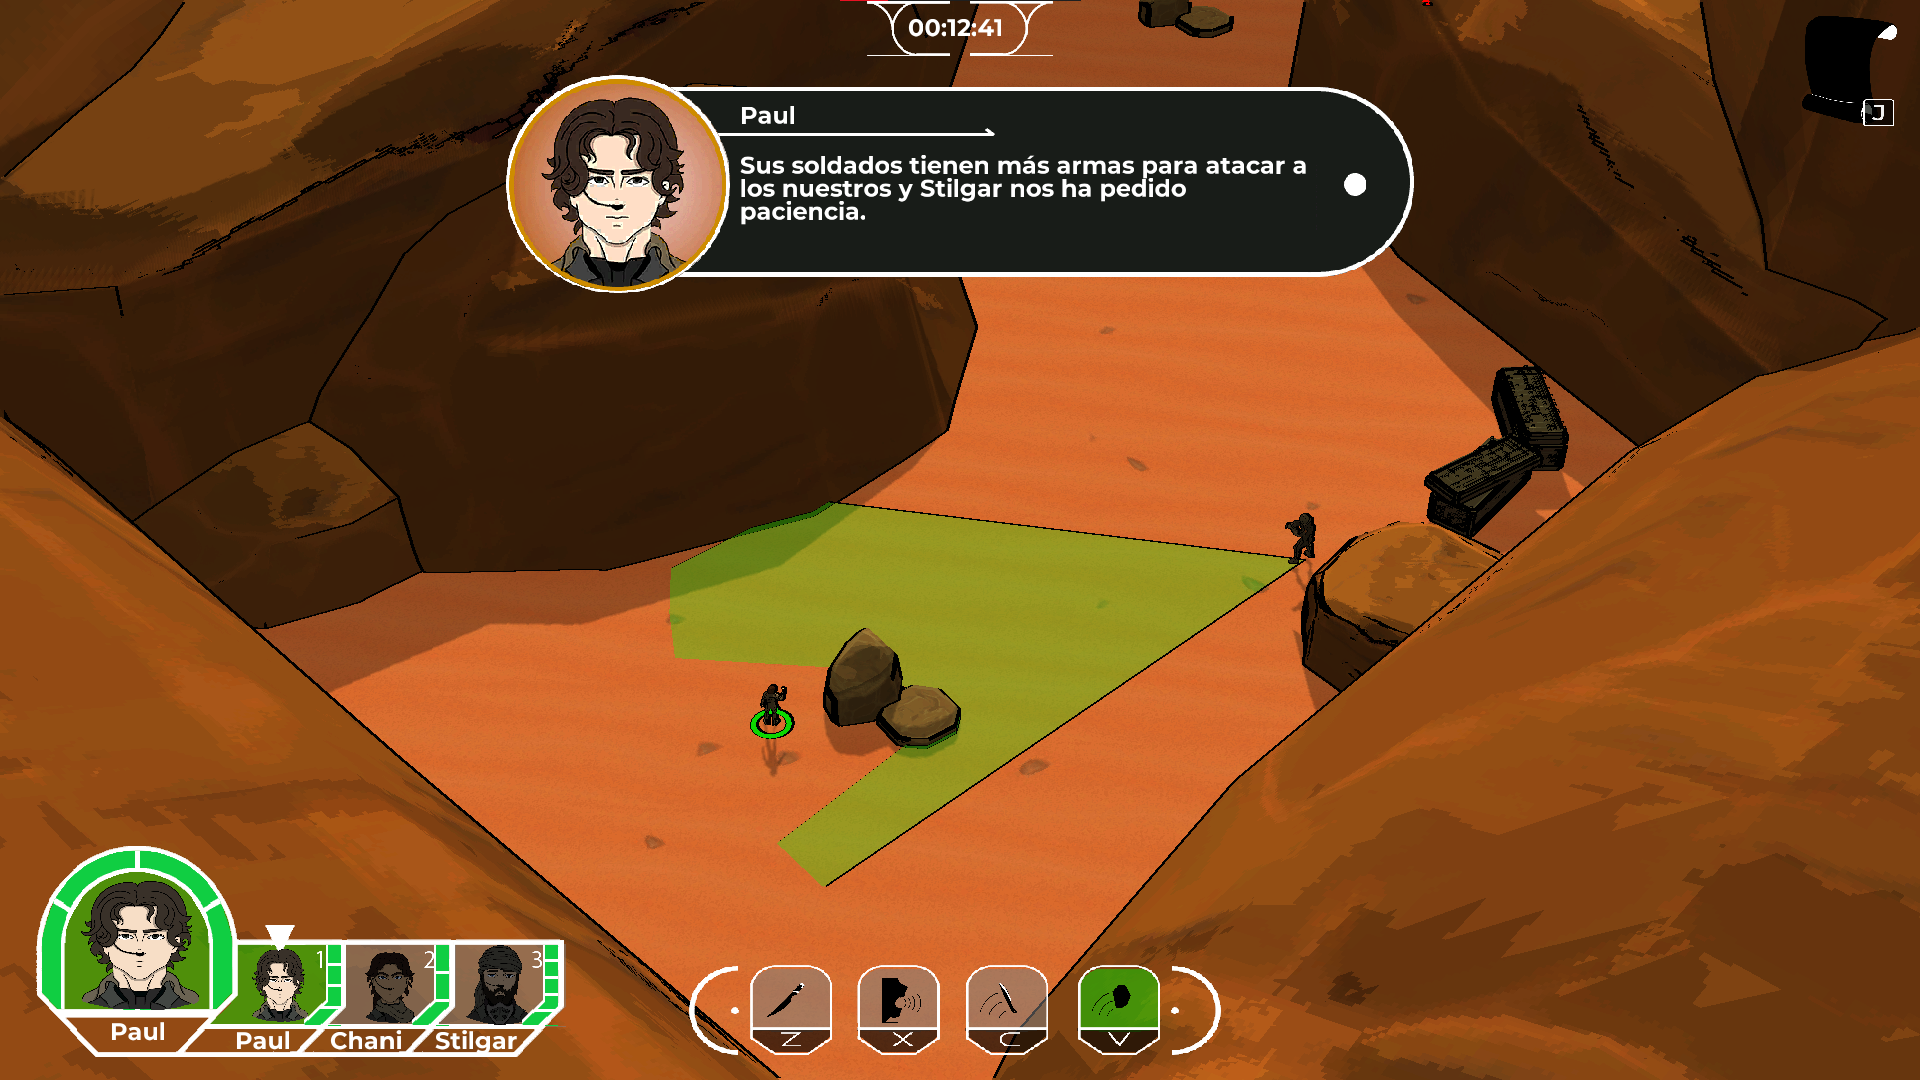 00:12:41
J
Paul
Sus soldados tienen más armas para atacar a
los nuestros y Stilgar nos ha pedido
paciencia.
1
2
3
Paul
Paul
Chani
Stilgar
Z
X
C
V